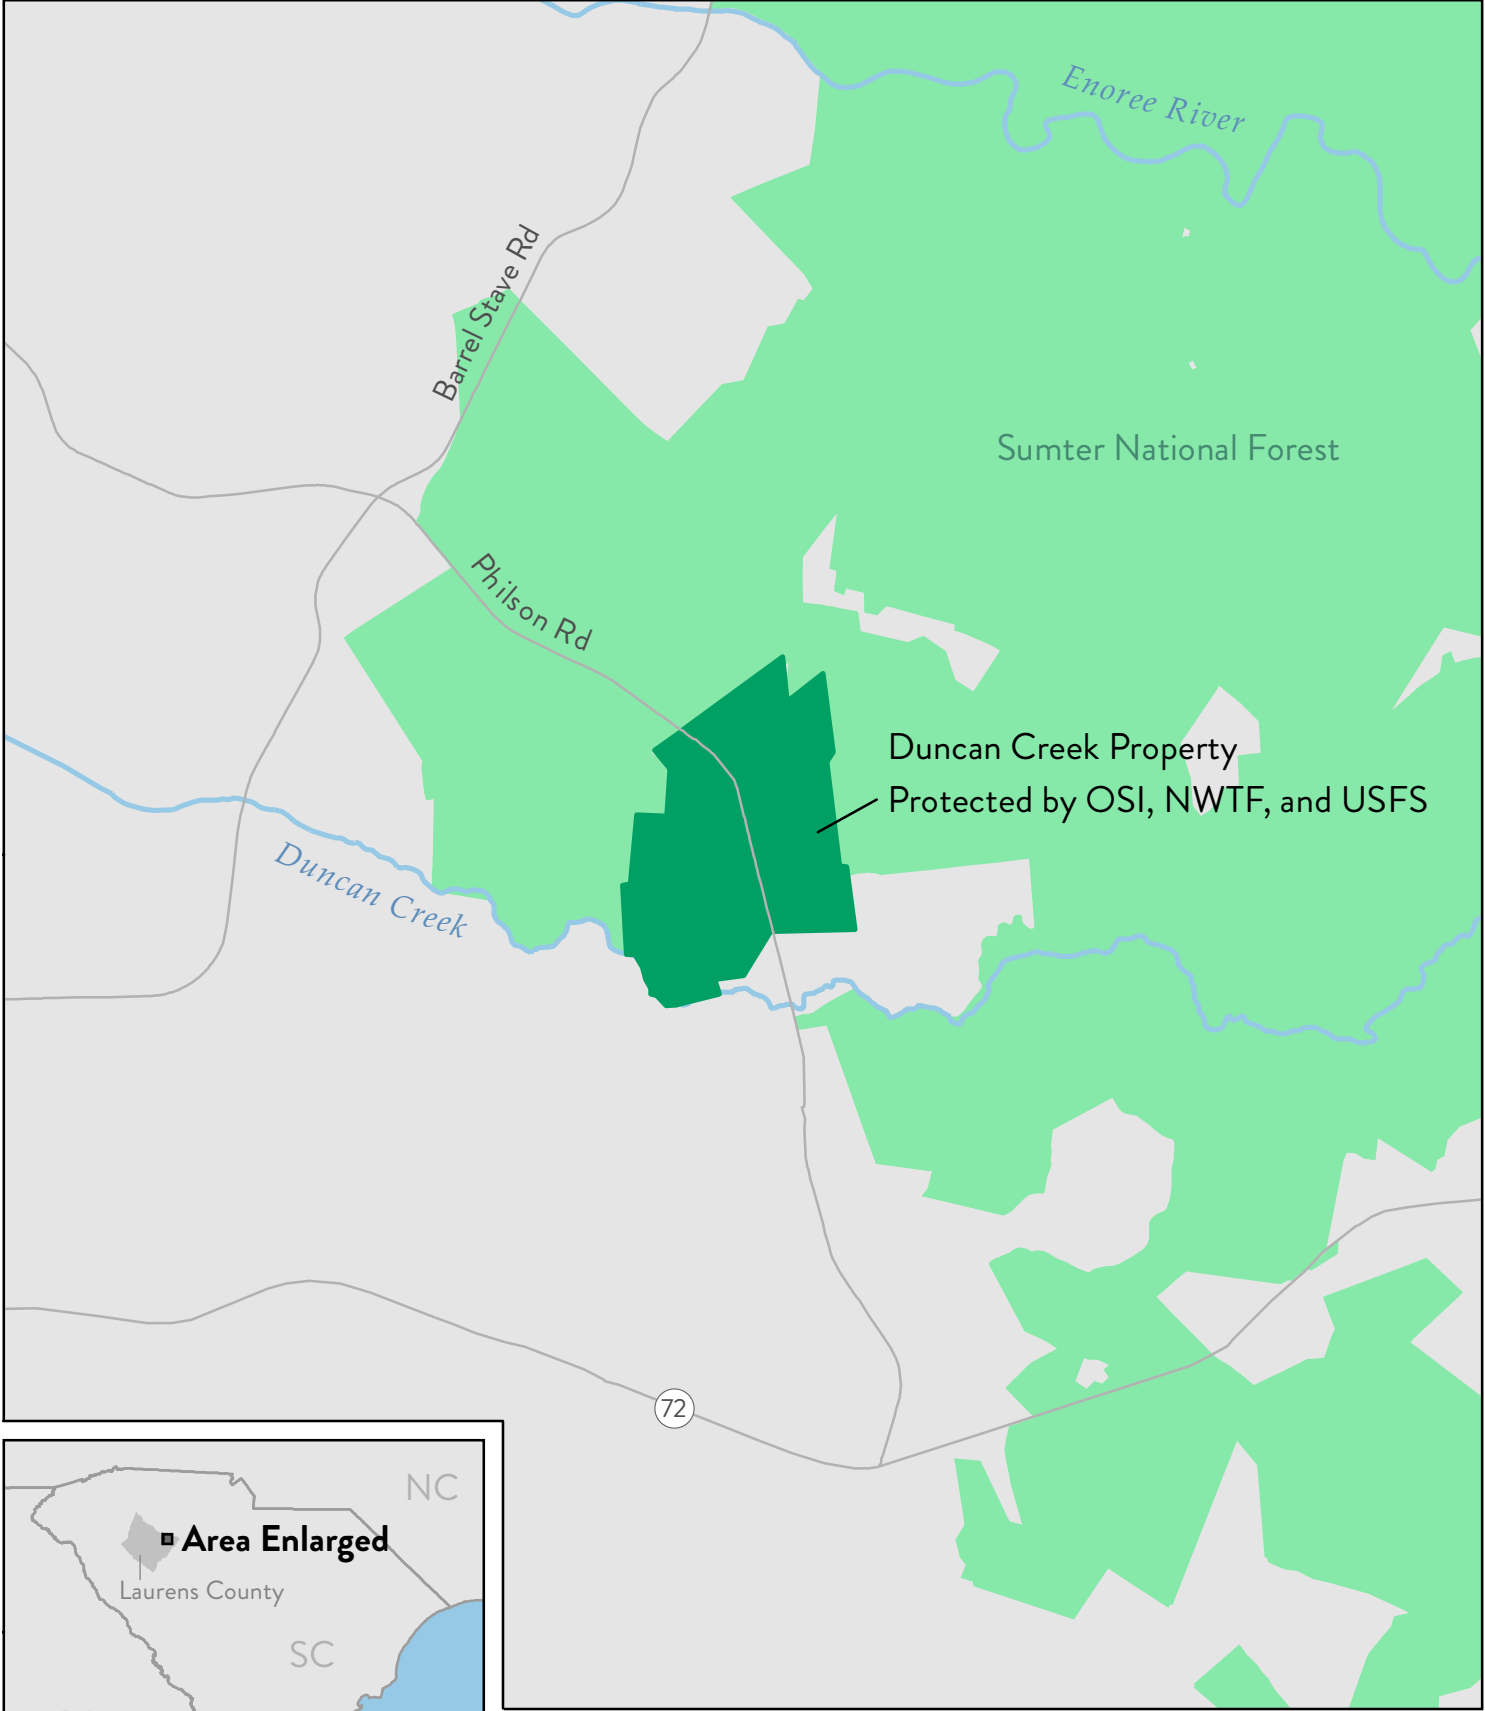 Enoree River
Barrel Stave Rd
Sumter National Forest
Philson Rd
Duncan Creek Property
Protected by OSI, NWTF, and USFS
Duncan Creek
72
NC
Area Enlarged
Laurens County
SC